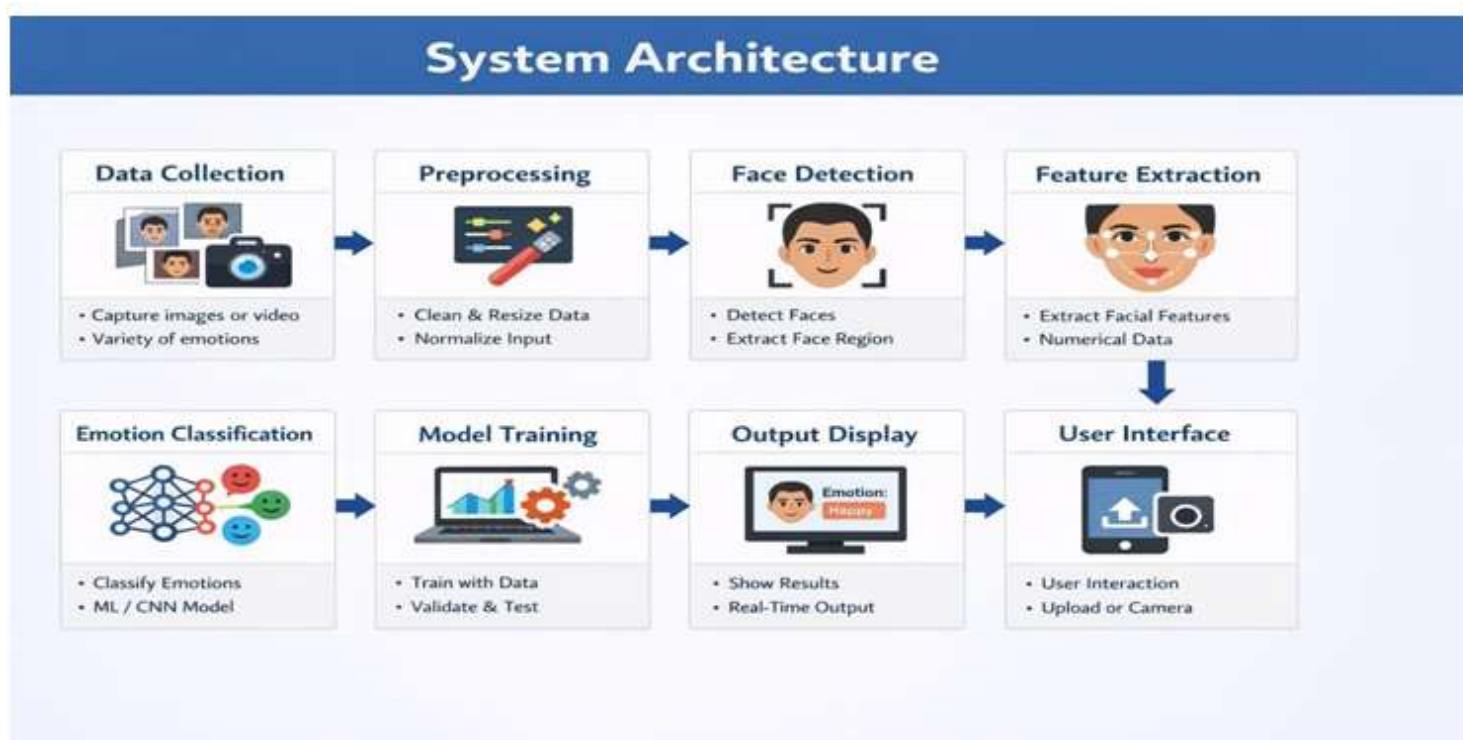 System Architecture
Data Collection
• Capture images or video
• Variety of emotions
Preprocessing
• Clean & Resize Data
• Normalize Input
Face Detection
• Detect Faces
• Extract Face Region
Feature Extraction
• Extract Facial Features
• Numerical Data
Emotion Classification
• Classify Emotions
• ML / CNN Model
Model Training
• Train with Data
• Validate & Test
Output Display
Emotion:
Happy
• Show Results
• Real-Time Output
User Interface
• User Interaction
• Upload or Camera